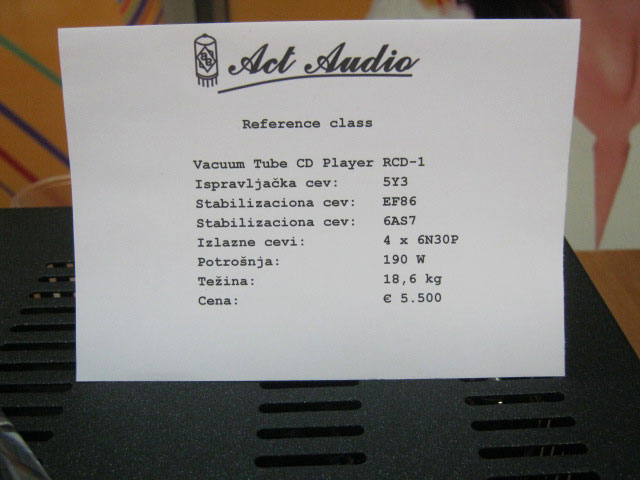 Act Audio
Reference class
Vacuum Tube CD Player RCD-1
Ispravljačka cev: 5Y3
Stabilizaciona cev: EF86
Stabilizaciona cev: 6AS7
Izlazne cevi: 4 x 6N30P
Potrošnja: 190 W
Težina: 18,6 kg
Cena: € 5.500